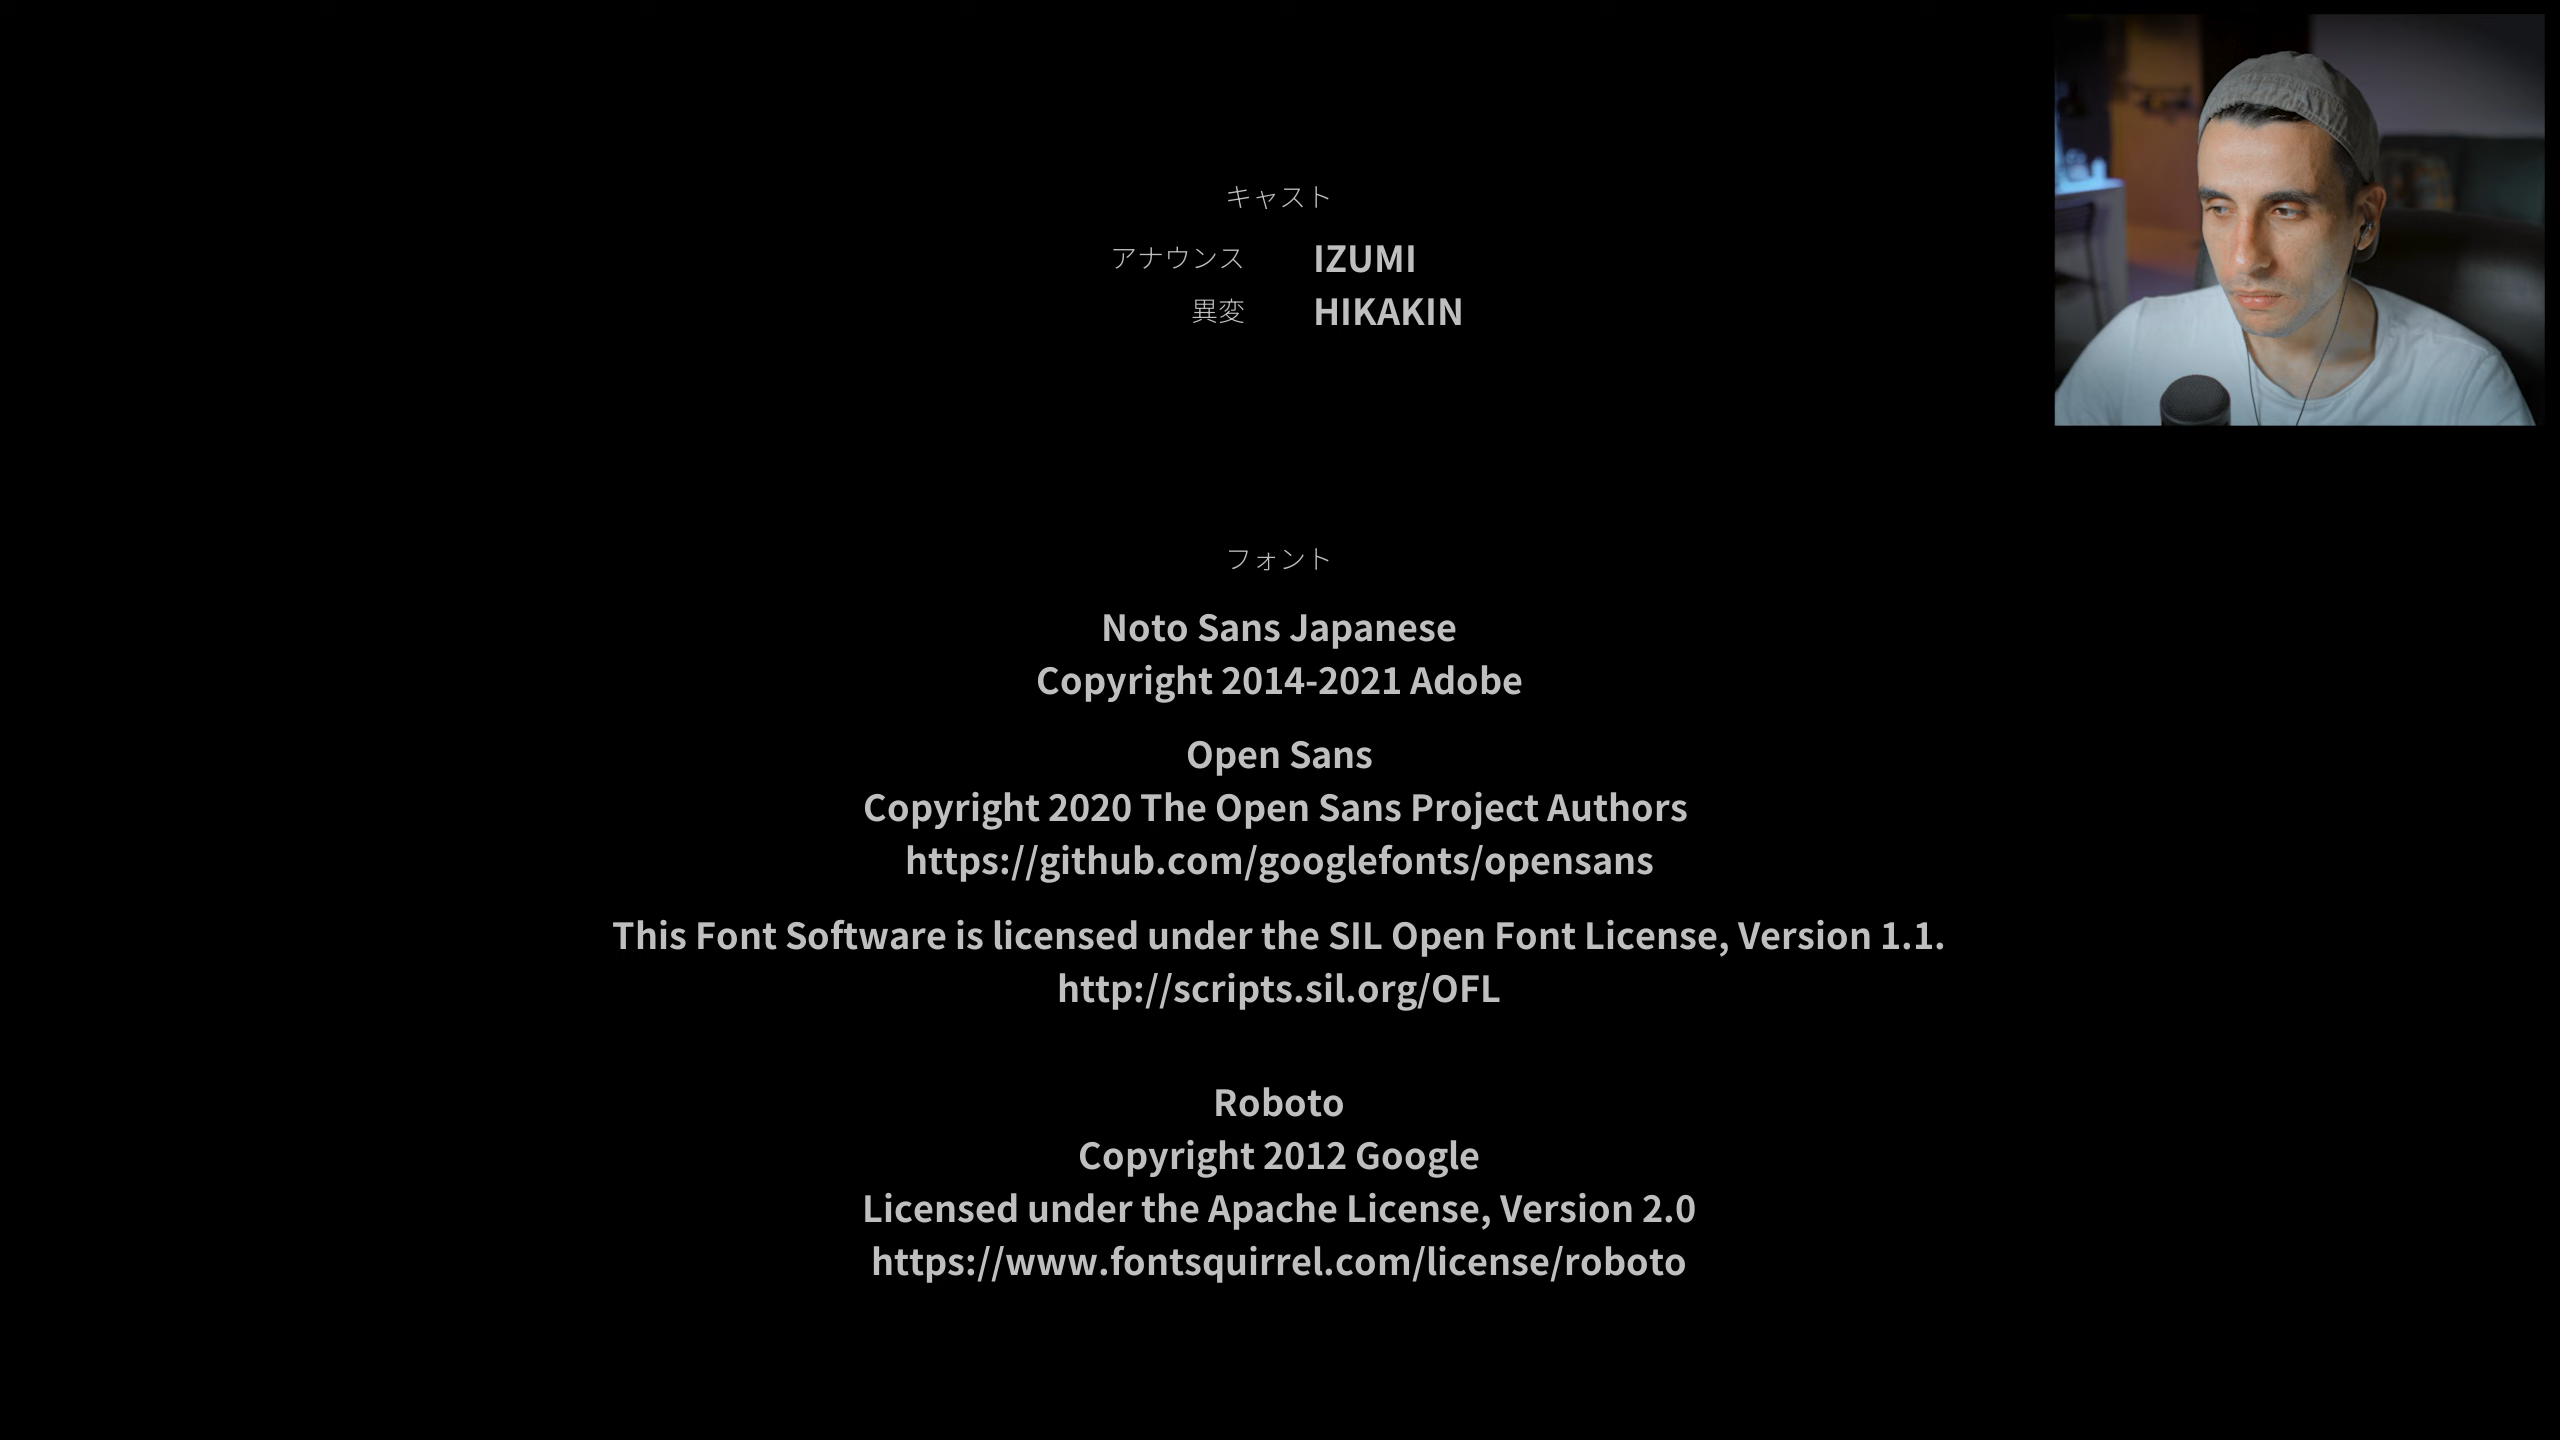 キャスト
アナウンス IZUMI
異変 HIKAKIN
フォント
Noto Sans Japanese
Copyright 2014-2021 Adobe
Open Sans
Copyright 2020 The Open Sans Project Authors
https://github.com/googlefonts/opensans
This Font Software is licensed under the SIL Open Font License, Version 1.1.
http://scripts.sil.org/OFL
Roboto
Copyright 2012 Google
Licensed under the Apache License, Version 2.0
https://www.fontsquirrel.com/license/roboto